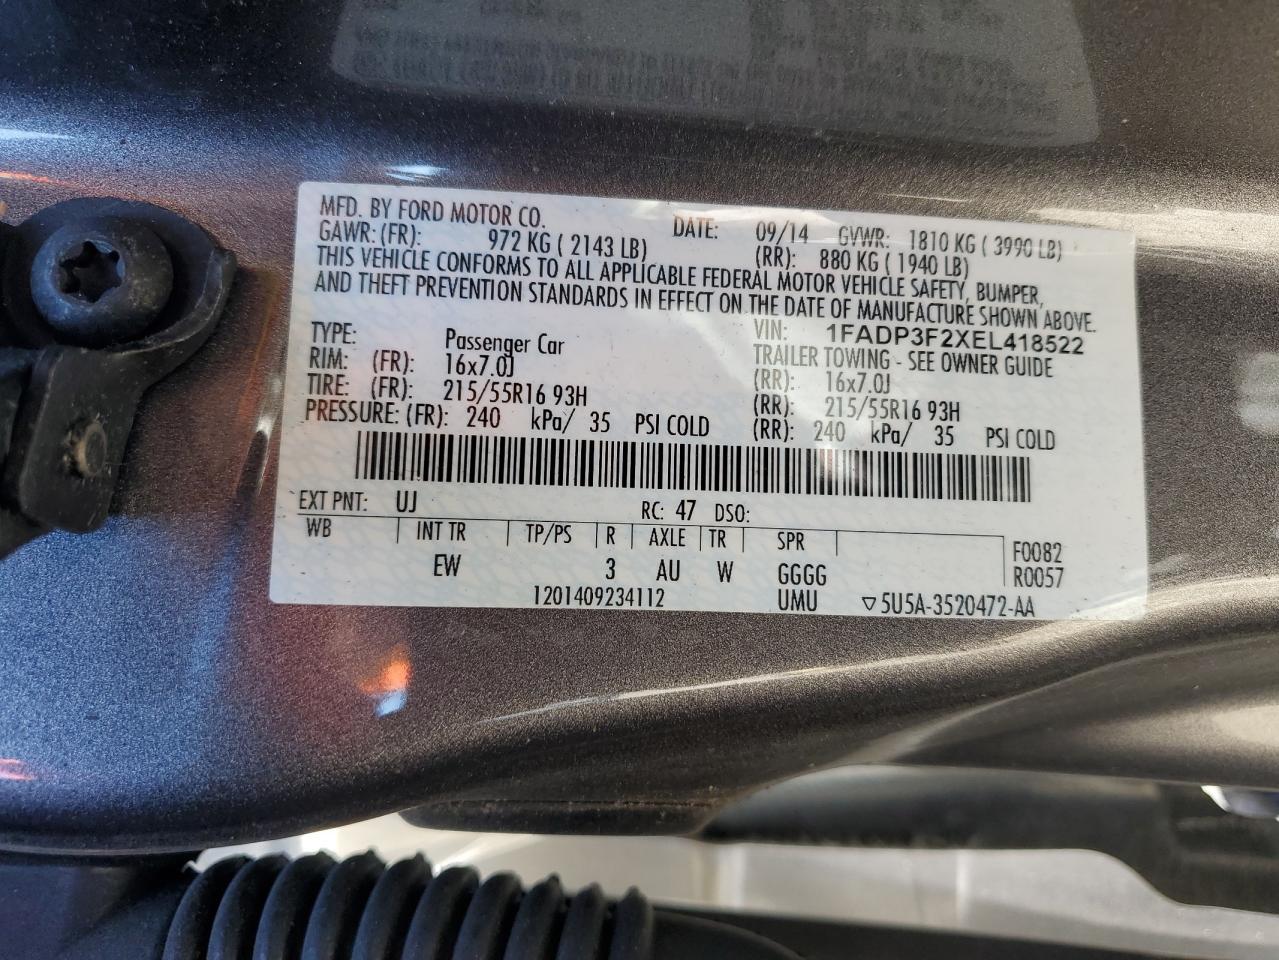 MFD. BY FORD MOTOR CO. DATE: 09/14 GVWR: 1810 KG ( 3990 LB)
GAWR: (FR): 972 KG ( 2143 LB) (RR): 880 KG ( 1940 LB)
THIS VEHICLE CONFORMS TO ALL APPLICABLE FEDERAL MOTOR VEHICLE SAFETY, BUMPER,
AND THEFT PREVENTION STANDARDS IN EFFECT ON THE DATE OF MANUFACTURE SHOWN ABOVE.
VIN: 1FADP3F2XEL418522
TYPE: Passenger Car TRAILER TOWING - SEE OWNER GUIDE
RIM: (FR): 16x7.0J (RR): 16x7.0J
TIRE: (FR): 215/55R16 93H (RR): 215/55R16 93H
PRESSURE: (FR): 240 kPa/ 35 PSI COLD (RR): 240 kPa/ 35 PSI COLD
EXT PNT: UJ RC: 47 DSO:
WB INT TR TP/PS R AXLE TR SPR F0082
EW 3 AU W GGGG R0057
1201409234112 UMU ▽5U5A-3520472-AA